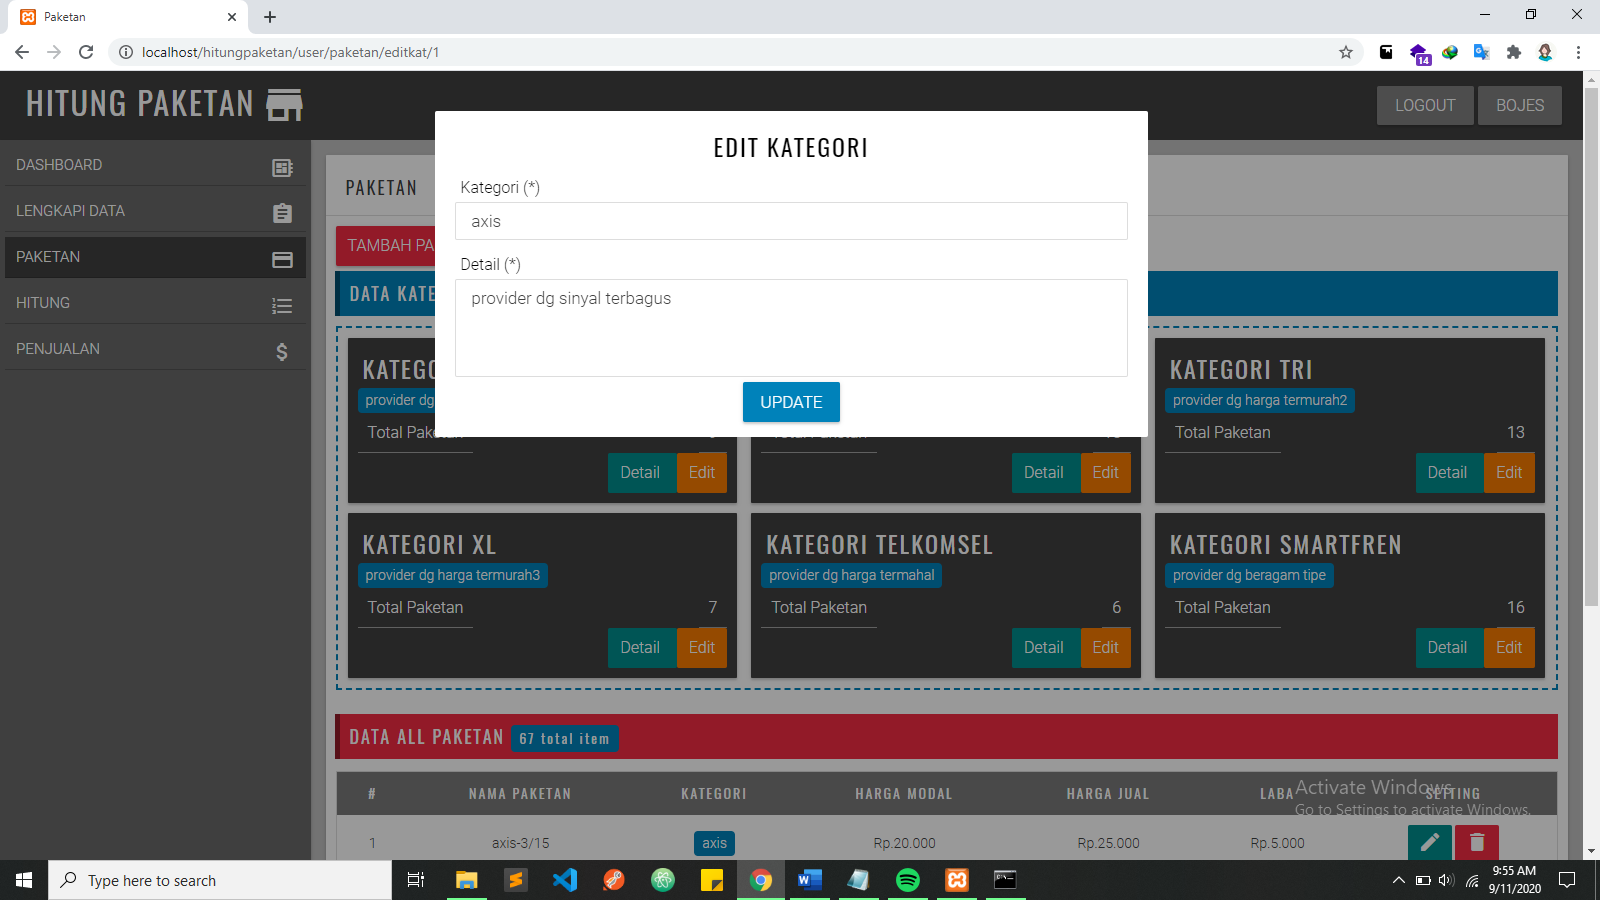 Paketan
localhost/hitungpaketan/user/paketan/editkat/1
14
HITUNG PAKETAN
LOGOUT
BOJES
DASHBOARD
LENGKAPI DATA
PAKETAN
HITUNG
PENJUALAN
PAKETAN
EDIT KATEGORI
Kategori (*)
axis
Detail (*)
provider dg sinyal terbagus
UPDATE
TAMBAH PA
DATA KATE
KATEGO
provider dg
Total Paketan
Detail
Edit
Total Paketan
Detail
Edit
KATEGORI TRI
provider dg harga termurah2
Total Paketan
13
Detail
Edit
KATEGORI XL
provider dg harga termurah3
Total Paketan
7
Detail
Edit
KATEGORI TELKOMSEL
provider dg harga termahal
Total Paketan
6
Detail
Edit
KATEGORI SMARTFREN
provider dg beragam tipe
Total Paketan
16
Detail
Edit
DATA ALL PAKETAN 67 total item
# NAMA PAKETAN KATEGORI HARGA MODAL HARGA JUAL LABA SETTING
1 axis-3/15 axis Rp.20.000 Rp.25.000 Rp.5.000
Activate Windows
Go to Settings to activate Windows.
Type here to search
9:55 AM
9/11/2020